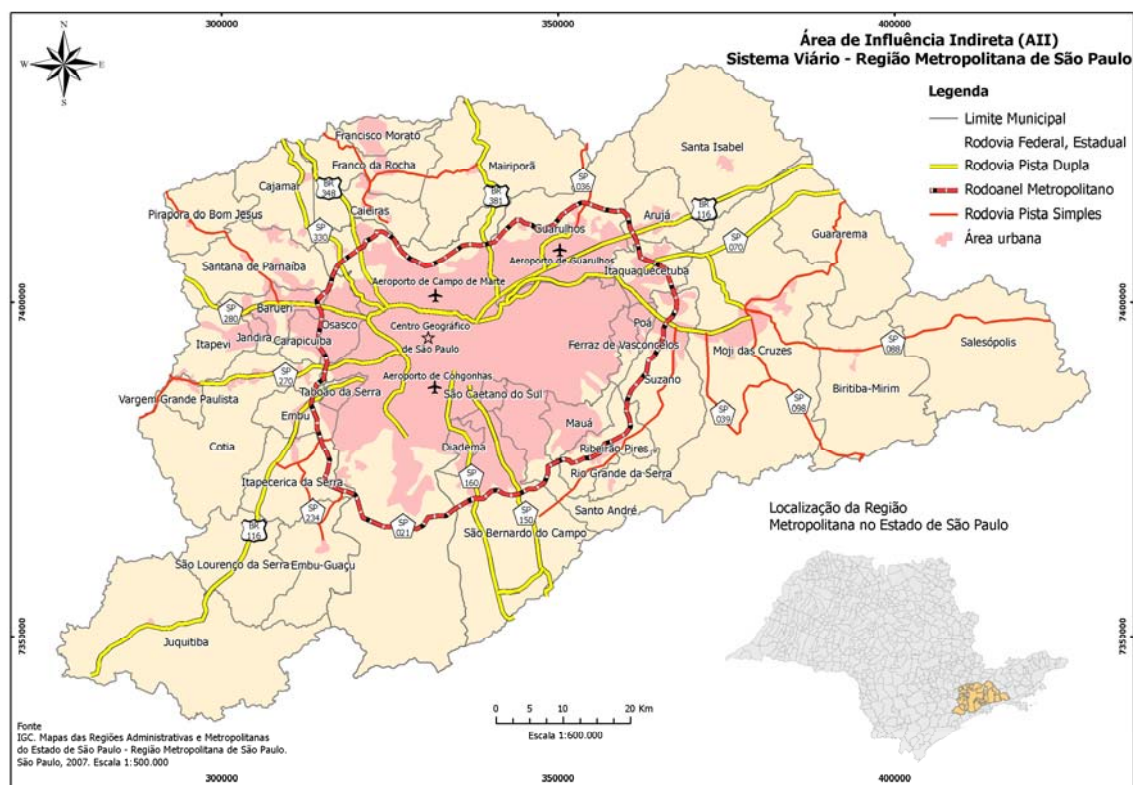 300000
350000
400000
N
W
E
S
Área de Influência Indireta (AII)
Sistema Viário - Região Metropolitana de São Paulo
Legenda
Limite Municipal
Rodovia Federal, Estadual
Rodovia Pista Dupla
Rodoanel Metropolitano
Rodovia Pista Simples
Área urbana
Francisco Morato
Franco da Rocha
Mairiporã
Santa Isabel
SP
036
Cajamar
BR
348
BR
381
BR
116
Caieiras
Pirapora do Bom Jesus
SP
330
Guarulhos
Arujá
SP
070
Guararema
Aeroporto de Guarulhos
Santana de Parnaíba
Itaquaquecetuba
Aeroporto de Campo de Marte
7400000
7400000
SP
280
Barueri
Osasco
Centro Geográfico
de São Paulo
Itapevi
Jandira
Carapicuíba
Poá
Ferraz de Vasconcelos
Moji das Cruzes
SP
088
Salesópolis
SP
270
Aeroporto de Congonhas
Suzano
Biritiba-Mirim
Vargem Grande Paulista
Taboão da Serra
São Caetano do Sul
SP
039
SP
098
Embu
Mauá
Cotia
Diadema
Ribeirão Pires
Rio Grande da Serra
Itapecerica da Serra
SP
160
SP
234
SP
021
SP
150
Santo André
BR
116
São Bernardo do Campo
São Lourenço da Serra
Embu-Guaçu
Juquitiba
7350000
7350000
Localização da Região
Metropolitana no Estado de São Paulo
0 5 10 20 Km
Escala 1:600.000
Fonte
IGC. Mapas das Regiões Administrativas e Metropolitanas
do Estado de São Paulo - Região Metropolitana de São Paulo.
São Paulo, 2007. Escala 1:500.000
300000
350000
400000